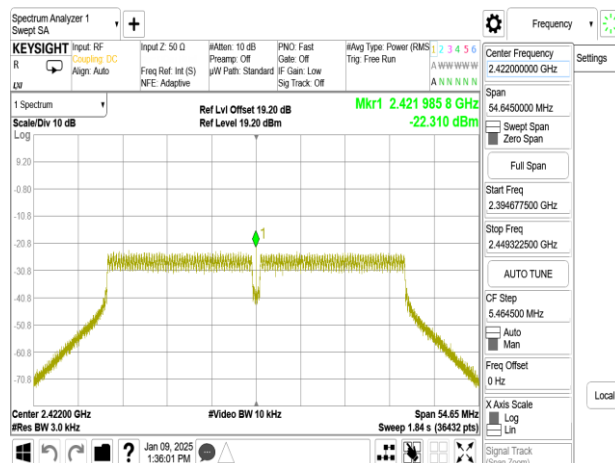 Spectrum Analyzer 1
Swept SA
+
Frequency
KEYSIGHT
R
LXI
Input: RF
Coupling: DC
Align: Auto
Input Z: 50 Ω
Freq Ref: Int (S)
NFE: Adaptive
#Atten: 10 dB
Preamp: Off
µW Path: Standard
PNO: Fast
Gate: Off
IF Gain: Low
Sig Track: Off
#Avg Type: Power (RMS)
Trig: Free Run
1 2 3 4 5 6
A W W W W W
A N N N N N
1 Spectrum
Scale/Div 10 dB
Log
Ref Lvl Offset 19.20 dB
Ref Level 19.20 dBm
Mkr1 2.421 985 8 GHz
-22.310 dBm
9.20
-0.80
-10.8
-20.8
-30.8
-40.8
-50.8
-60.8
-70.8
1
Center 2.42200 GHz
#Res BW 3.0 kHz
#Video BW 10 kHz
Span 54.65 MHz
Sweep 1.84 s (36432 pts)
Jan 09, 2025
1:36:01 PM
?
Center Frequency
2.422000000 GHz
Span
54.6450000 MHz
Swept Span
Zero Span
Full Span
Start Freq
2.394677500 GHz
Stop Freq
2.449322500 GHz
AUTO TUNE
CF Step
5.464500 MHz
Auto
Man
Freq Offset
0 Hz
X Axis Scale
Log
Lin
Signal Track
(Span Zoom)
Settings
Local